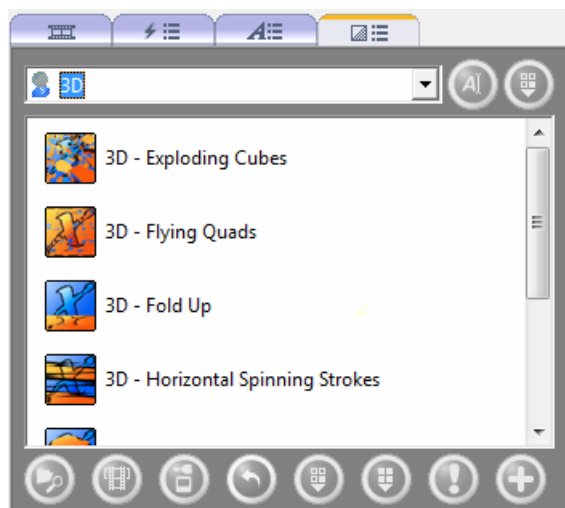 3D
3D - Exploding Cubes
3D - Flying Quads
3D - Fold Up
3D - Horizontal Spinning Strokes